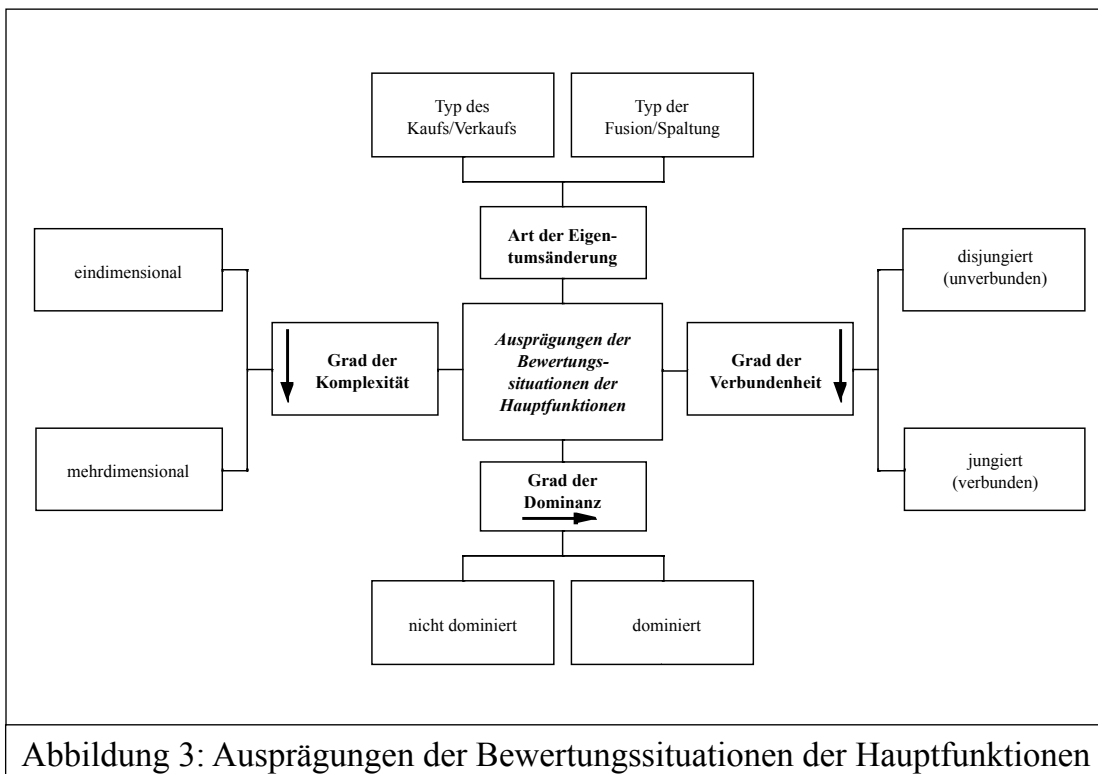 Typ des
Kaufs/Verkaufs
Typ der
Fusion/Spaltung
Art der Eigen-
tumsänderung
eindimensional
disjungiert
(unverbunden)
Grad der
Komplexität
Ausprägungen der
Bewertungs-
situationen der
Hauptfunktionen
Grad der
Verbundenheit
mehrdimensional
jungiert
(verbunden)
Grad der
Dominanz
nicht dominiert
dominiert
Abbildung 3: Ausprägungen der Bewertungssituationen der Hauptfunktionen